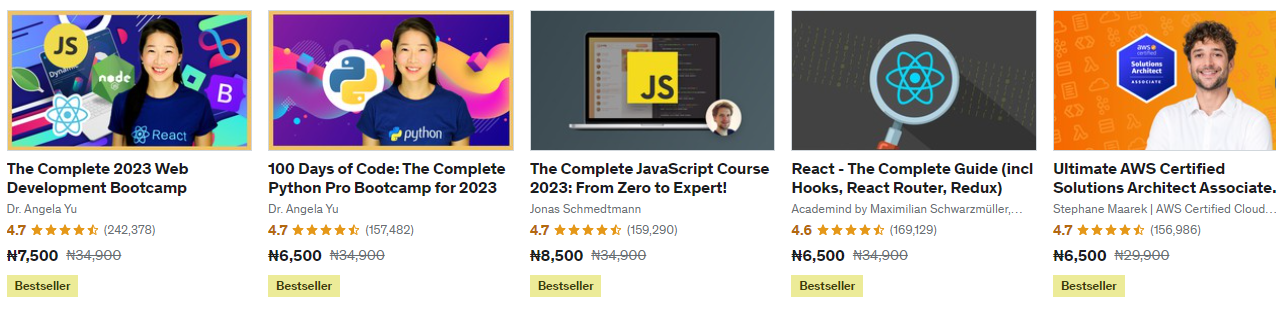 JS
Dynamic
node
B
React
The Complete 2023 Web
Development Bootcamp
Dr. Angela Yu
4.7 (242,378)
₦7,500 ₦34,900
Bestseller
python
100 Days of Code: The Complete
Python Pro Bootcamp for 2023
Dr. Angela Yu
4.7 (157,482)
₦6,500 ₦34,900
Bestseller
JS
The Complete JavaScript Course
2023: From Zero to Expert!
Jonas Schmedtmann
4.7 (159,290)
₦8,500 ₦34,900
Bestseller
React - The Complete Guide (incl
Hooks, React Router, Redux)
Academind by Maximilian Schwarzmüller,...
4.6 (169,129)
₦6,500 ₦34,900
Bestseller
aws
certified
Solutions
Architect
ASSOCIATE
Ultimate AWS Certified
Solutions Architect Associate.
Stephane Maarek | AWS Certified Cloud...
4.7 (156,986)
₦6,500 ₦29,900
Bestseller